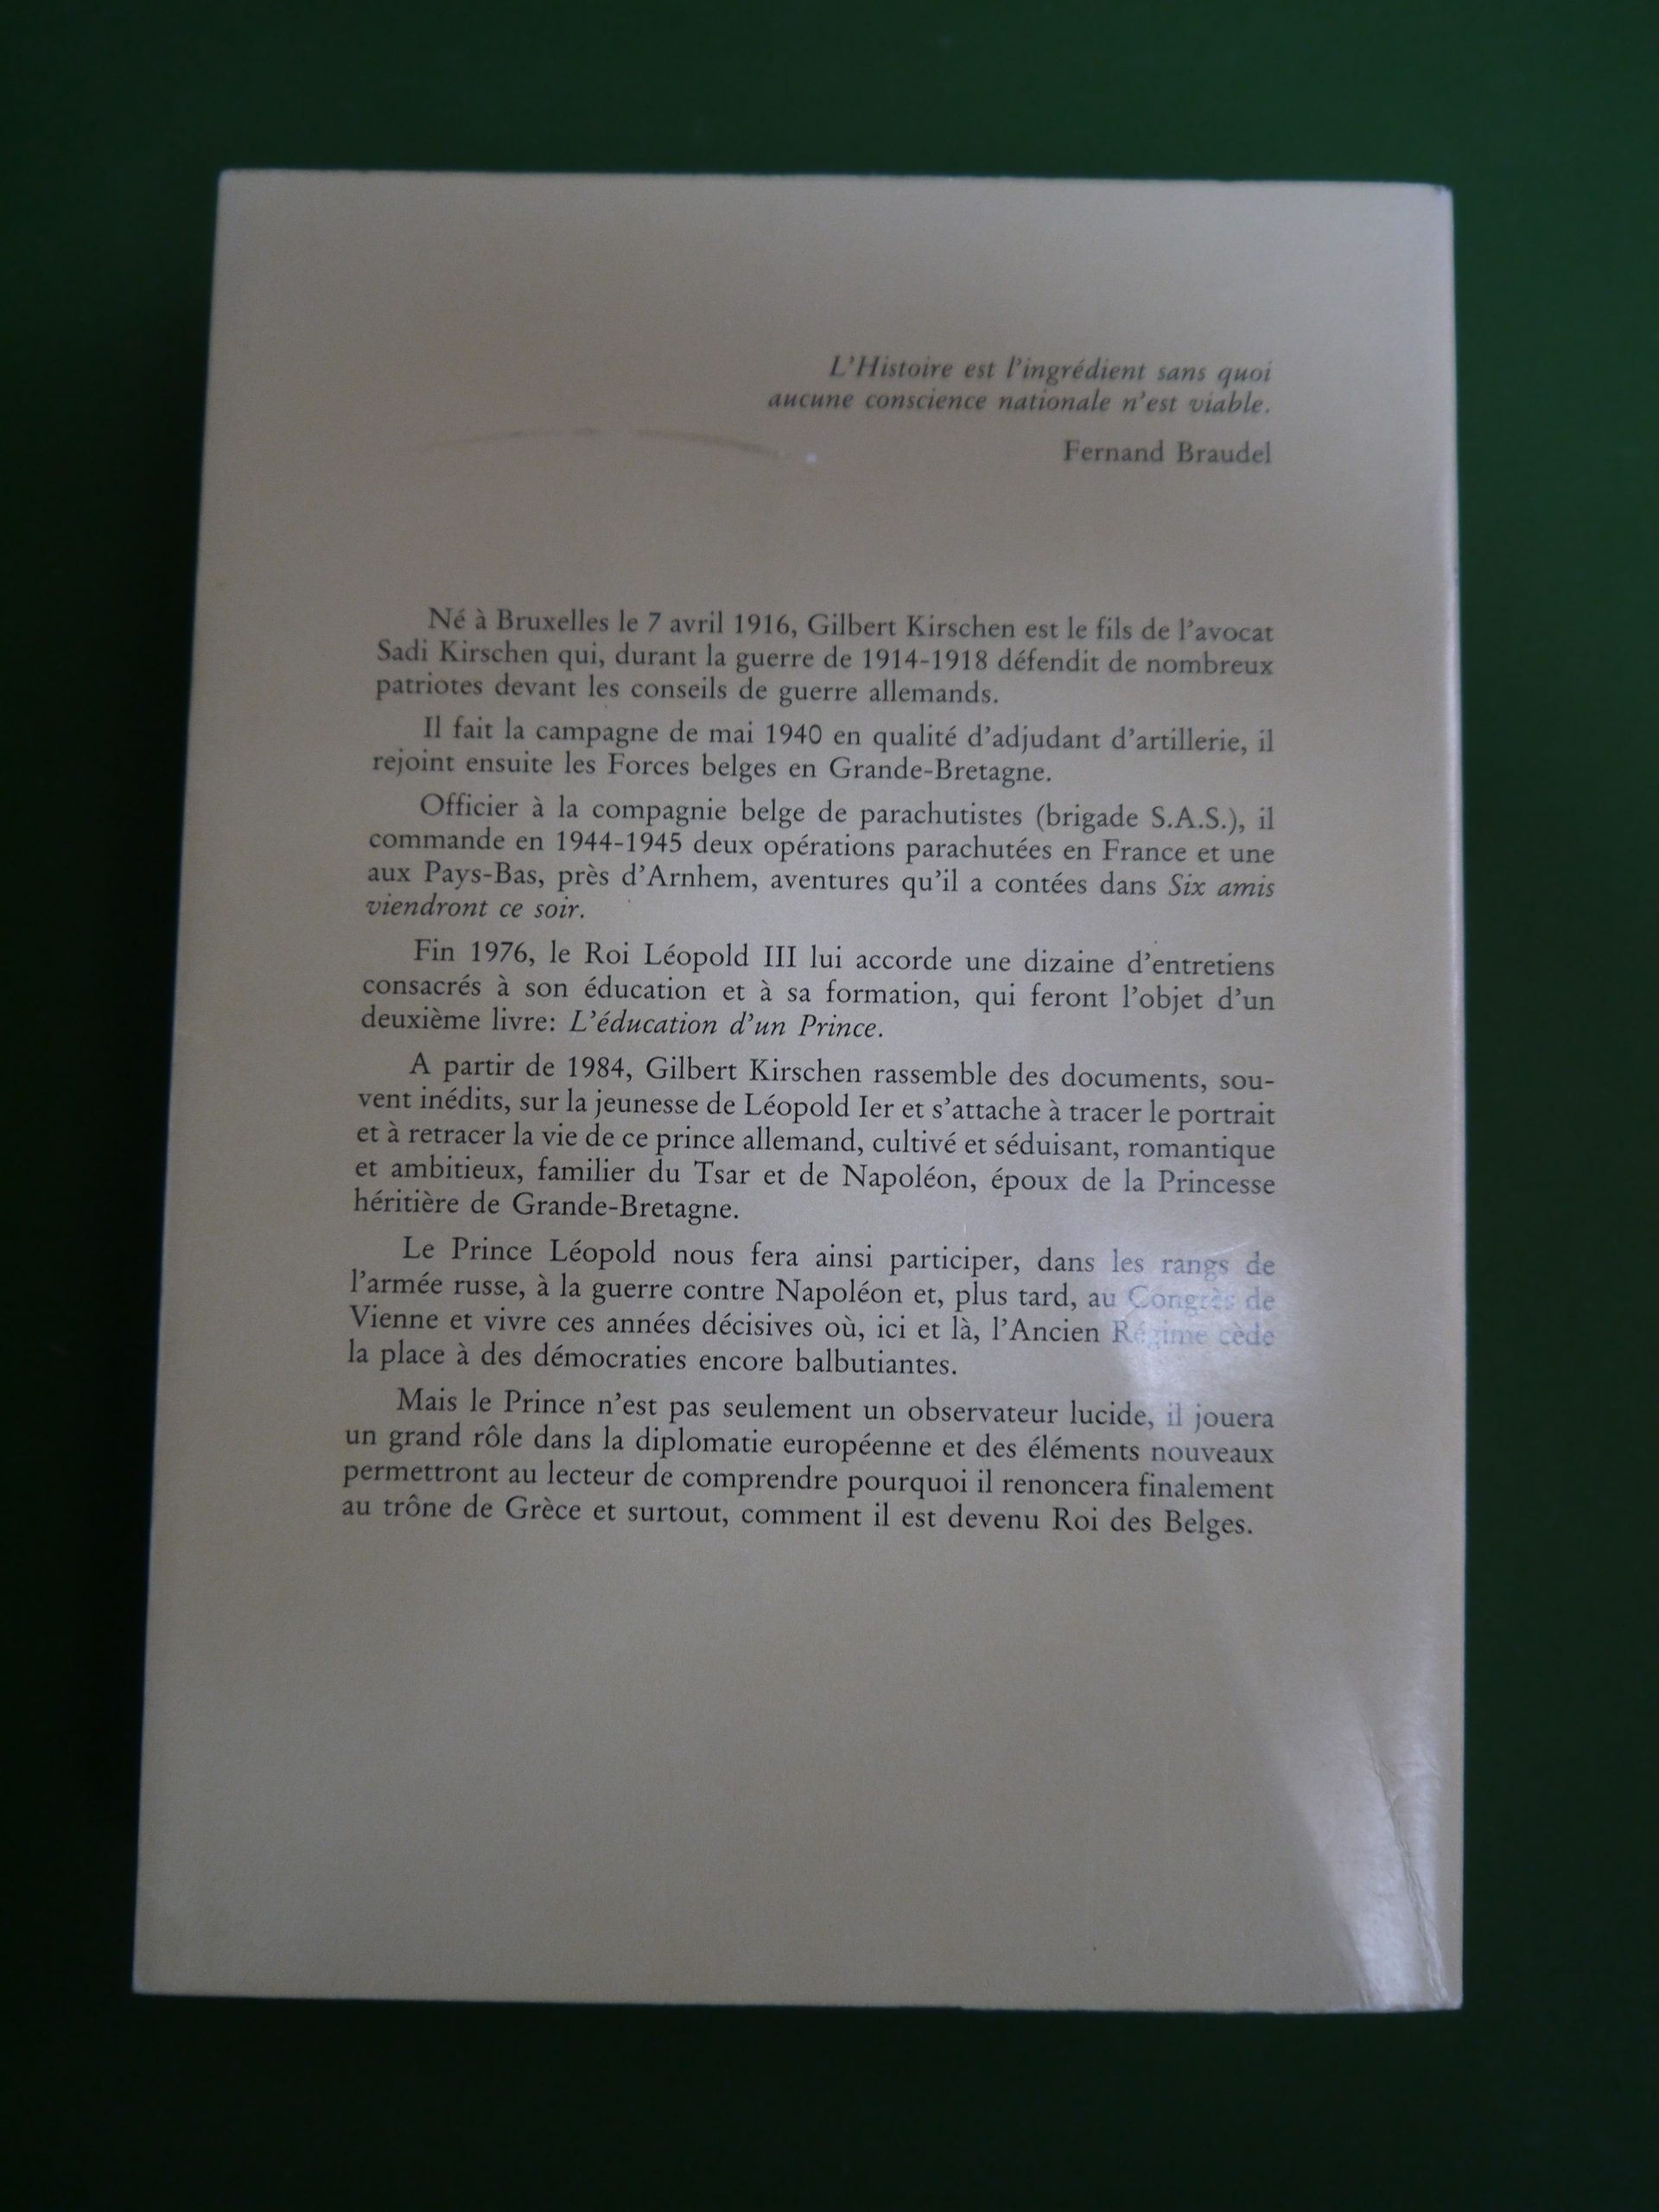 L'Histoire est l'ingrédient sans quoi
aucune conscience nationale n'est viable.
Fernand Braudel
Né à Bruxelles le 7 avril 1916, Gilbert Kirschen est le fils de l'avocat
Sadi Kirschen qui, durant la guerre de 1914-1918 défendit de nombreux
patriotes devant les conseils de guerre allemands.
Il fait la campagne de mai 1940 en qualité d'adjudant d'artillerie, il
rejoint ensuite les Forces belges en Grande-Bretagne.
Officier à la compagnie belge de parachutistes (brigade S.A.S.), il
commande en 1944-1945 deux opérations parachutées en France et une
aux Pays-Bas, près d'Arnhem, aventures qu'il a contées dans Six amis
viendront ce soir.
Fin 1976, le Roi Léopold III lui accorde une dizaine d'entretiens
consacrés à son éducation et à sa formation, qui feront l'objet d'un
deuxième livre: L'éducation d'un Prince.
A partir de 1984, Gilbert Kirschen rassemble des documents, sou-
vent inédits, sur la jeunesse de Léopold Ier et s'attache à tracer le portrait
et à retracer la vie de ce prince allemand, cultivé et séduisant, romantique
et ambitieux, familier du Tsar et de Napoléon, époux de la Princesse
héritière de Grande-Bretagne.
Le Prince Léopold nous fera ainsi participer, dans les rangs de
l'armée russe, à la guerre contre Napoléon et, plus tard, au Congrès de
Vienne et vivre ces années décisives où, ici et là, l'Ancien Régime cède
la place à des démocraties encore balbutiantes.
Mais le Prince n'est pas seulement un observateur lucide, il jouera
un grand rôle dans la diplomatie européenne et des éléments nouveaux
permettront au lecteur de comprendre pourquoi il renoncera finalement
au trône de Grèce et surtout, comment il est devenu Roi des Belges.